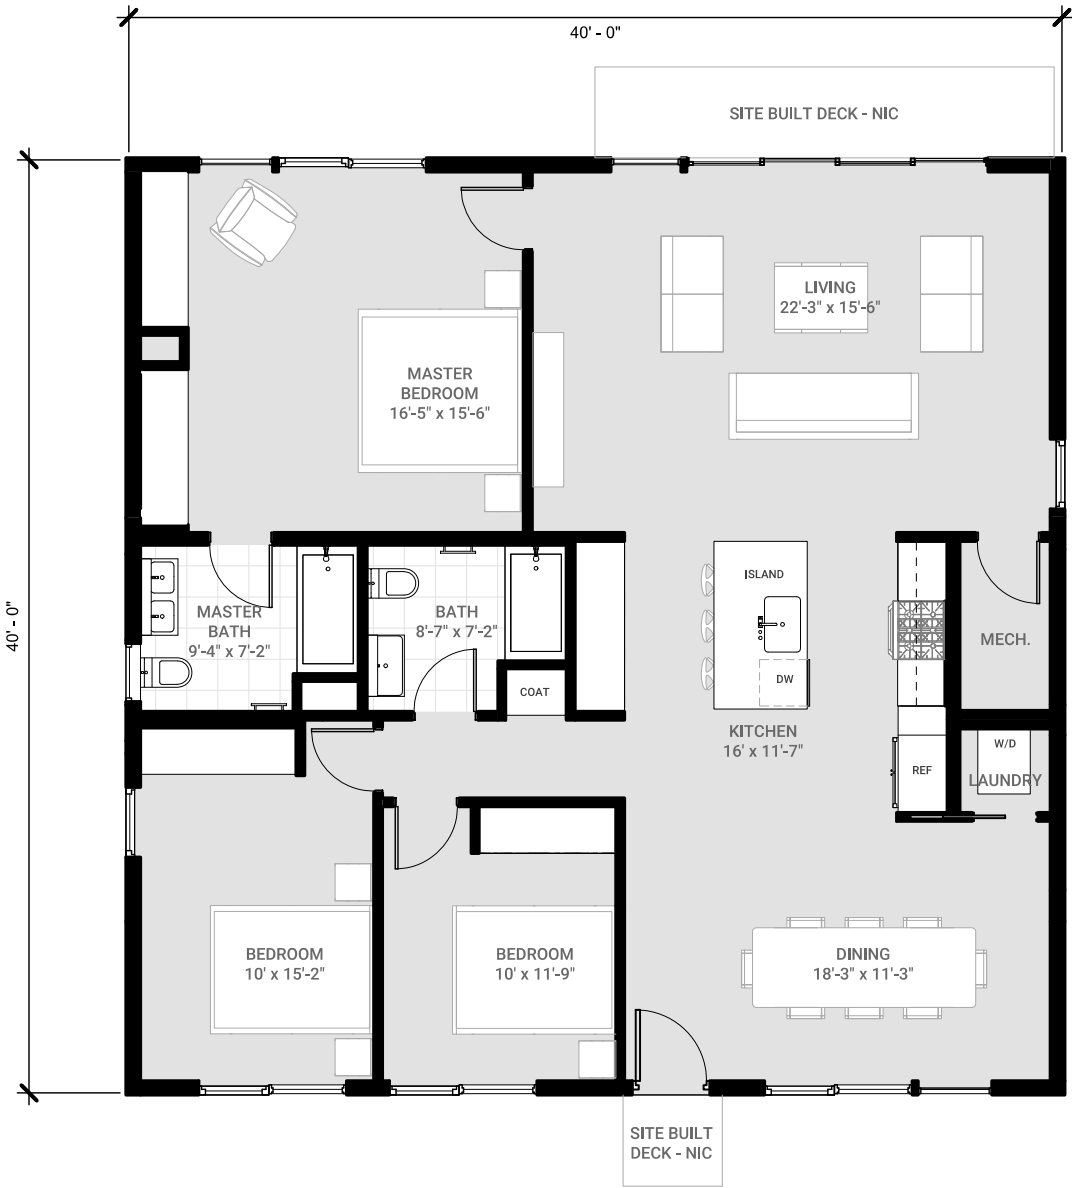 40' - 0"
SITE BUILT DECK - NIC
LIVING
22'-3" x 15'-6"
MASTER
BEDROOM
16'-5" x 15'-6"
40' - 0"
ISLAND
MASTER
BATH
9'-4" x 7'-2"
BATH
8'-7" x 7'-2"
MECH.
DW
COAT
KITCHEN
16' x 11'-7"
W/D
REF
LAUNDRY
BEDROOM
10' x 15'-2"
BEDROOM
10' x 11'-9"
DINING
18'-3" x 11'-3"
SITE BUILT
DECK - NIC